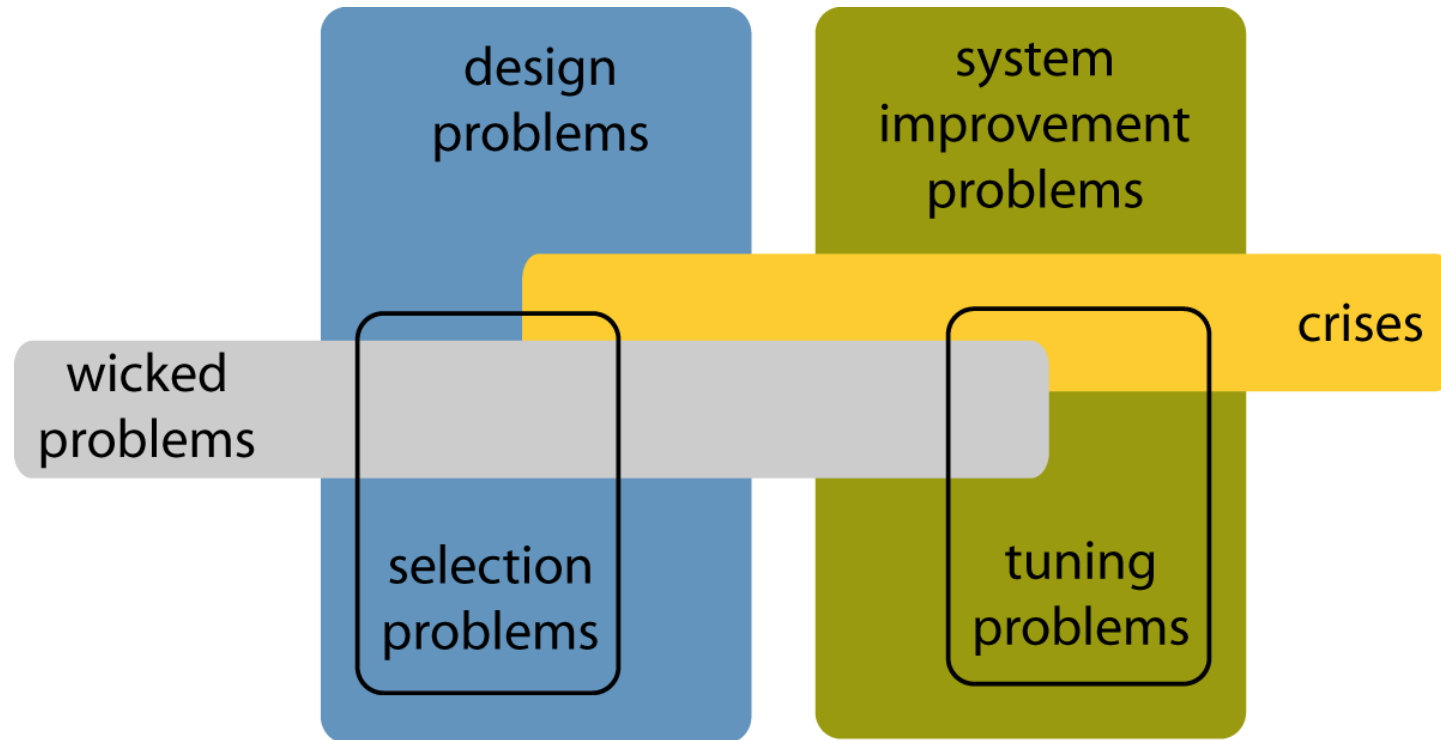 design
problems
system
improvement
problems
crises
wicked
problems
selection
problems
tuning
problems